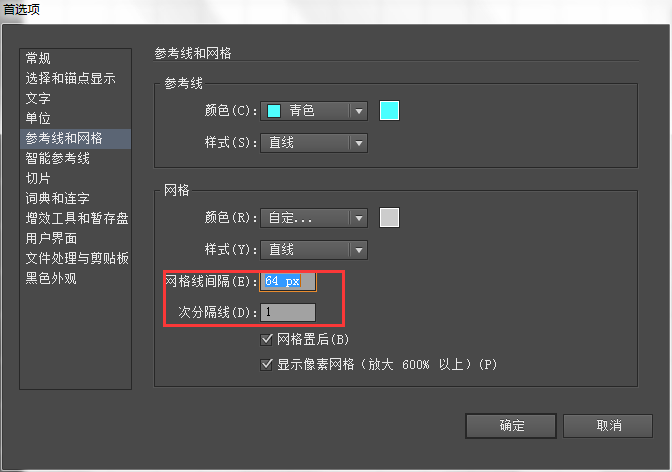 首选项
常规
选择和锚点显示
文字
单位
参考线和网格
智能参考线
切片
词典和连字
增效工具和暂存盘
用户界面
文件处理与剪贴板
黑色外观
参考线和网格
参考线
颜色(C): 青色
样式(S): 直线
网格
颜色(R): 自定...
样式(Y): 直线
网格线间隔(E): 64 px
次分隔线(D): 1
网格置后(B)
显示像素网格(放大 600% 以上)(P)
确定 取消